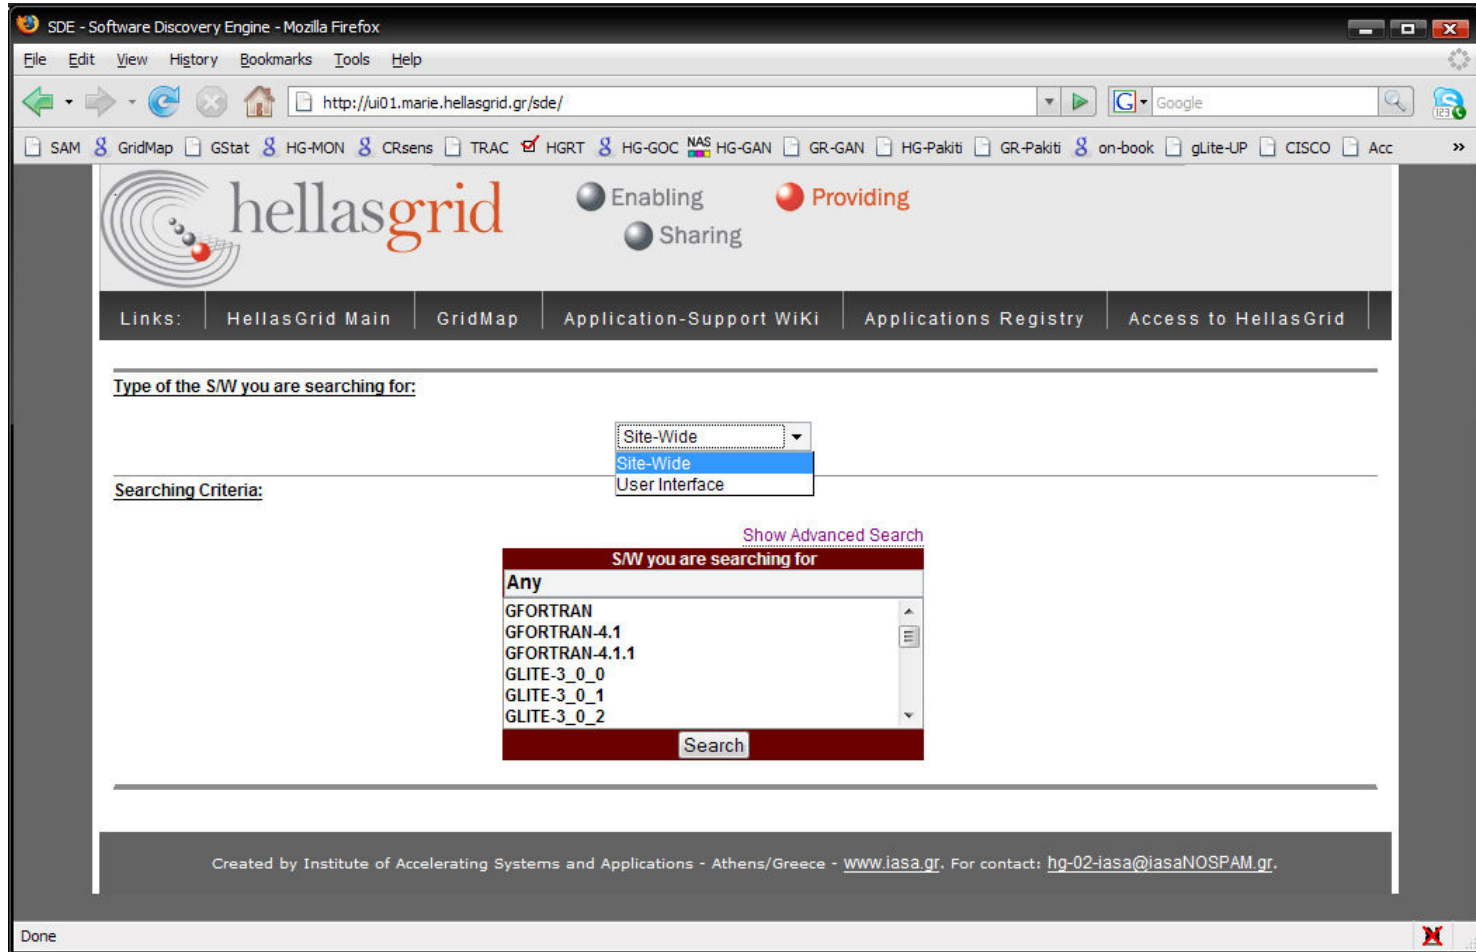 SDE - Software Discovery Engine - Mozilla Firefox
File Edit View History Bookmarks Tools Help
http://ui01.marie.hellasgrid.gr/sde/ G Google
SAM GridMap GStat HG-MON CRsens TRAC HGRT HG-GOC NAS HG-GAN GR-GAN HG-Pakiti GR-Pakiti on-book gLite-UP CISCO Acc »
hellasgrid Enabling Providing
Sharing
Links: HellasGrid Main GridMap Application-Support WiKi Applications Registry Access to HellasGrid
Type of the S/W you are searching for:
Site-Wide
Site-Wide
User Interface
Searching Criteria:
Show Advanced Search
S/W you are searching for
Any
GFORTRAN
GFORTRAN-4.1
GFORTRAN-4.1.1
GLITE-3_0_0
GLITE-3_0_1
GLITE-3_0_2
Search
Created by Institute of Accelerating Systems and Applications - Athens/Greece - www.iasa.gr. For contact: hg-02-iasa@iasaNOSPAM.gr.
Done